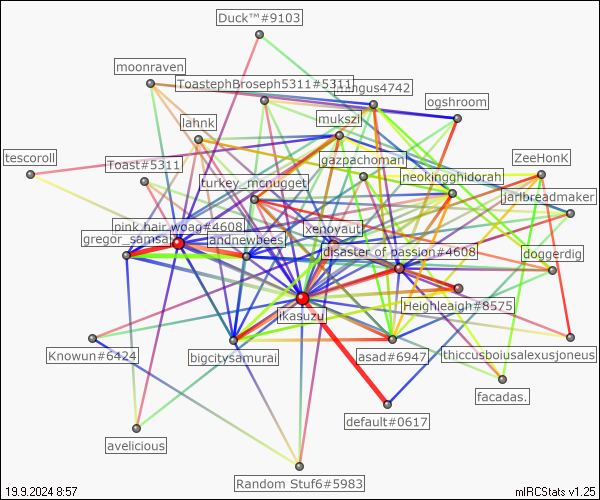 Duck™#9103
moonraven
ToastephBroseph5311#5311
mingus4742
ogshroom
lahnk
mukszi
tescoroll
Toast#5311
gazpachoman
ZeeHonK
turkey_mcnugget
neokingghidorah
jarlbreadmaker
pink.hair.woag#4608
gregor_samsa
andnewbees
xenoyaut
disaster of passion#4608
doggerdig
ikasuzu
Heighleaigh#8575
Knowun#6424
bigcitysamurai
asad#6947
thiccusboiusalexusjoneus
facadas.
default#0617
avelicious
Random Stuf6#5983
19.9.2024 8:57
mIRCStats v1.25